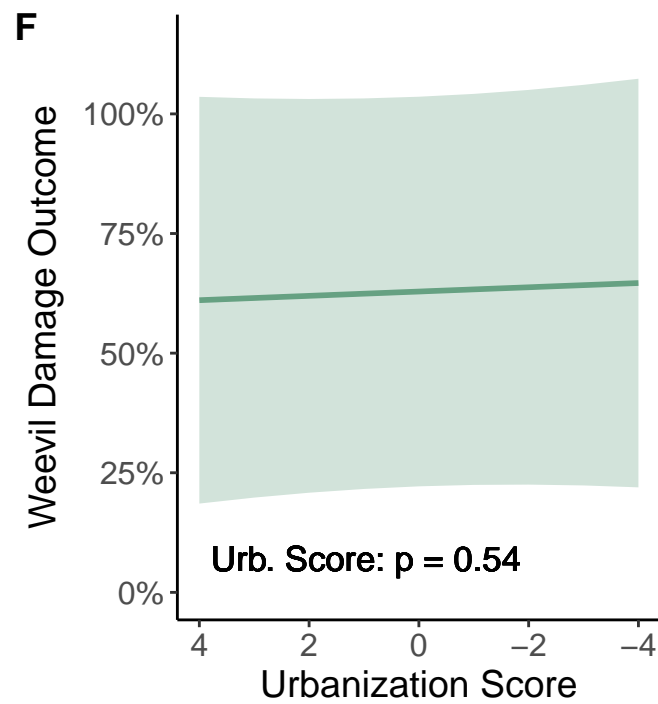 F
Weevil Damage Outcome
100%
75%
50%
25%
0%
Urb. Score: p = 0.54
4 2 0 −2 −4
Urbanization Score